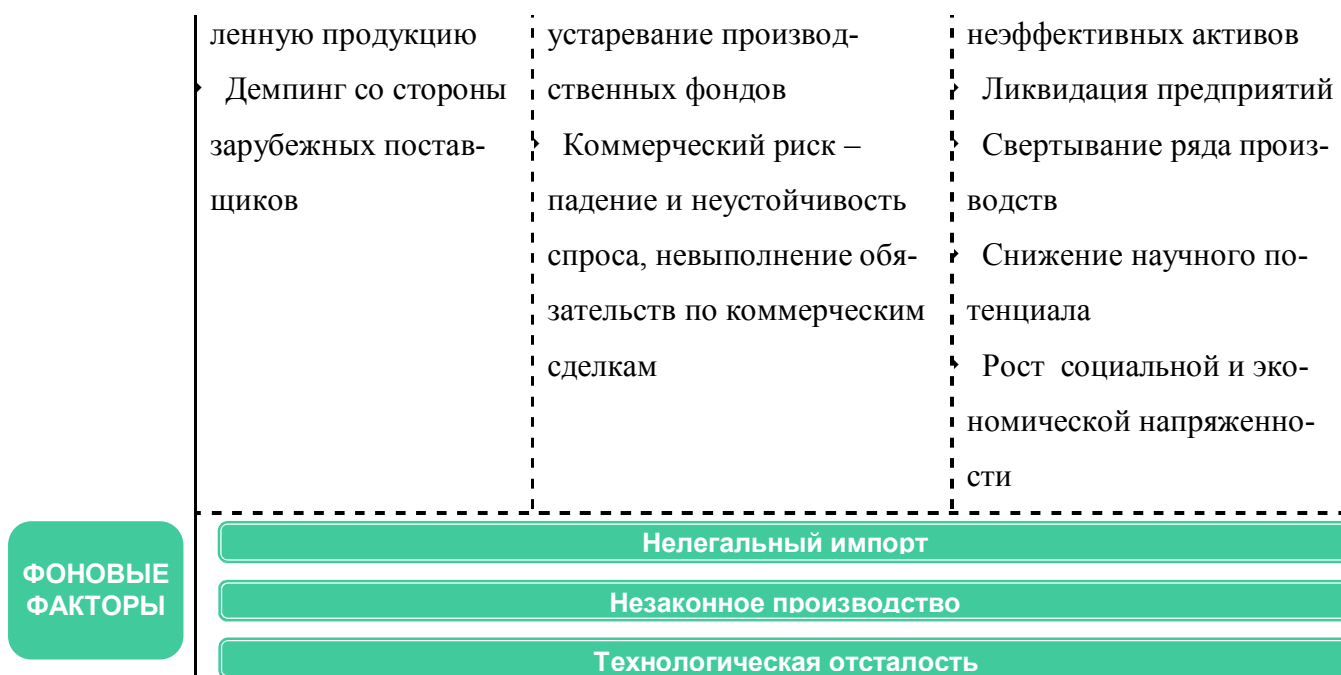 ленную продукцию
Демпинг со стороны
зарубежных постав-
щиков
устаревание производ-
ственных фондов
Коммерческий риск –
падение и неустойчивость
спроса, невыполнение обя-
зательств по коммерческим
сделкам
неэффективных активов
Ликвидация предприятий
Свертывание ряда произ-
водств
Снижение научного по-
тенциала
Рост социальной и эко-
номической напряженно-
сти
ФОНОВЫЕ
ФАКТОРЫ
Нелегальный импорт
Незаконное производство
Технологическая отсталость